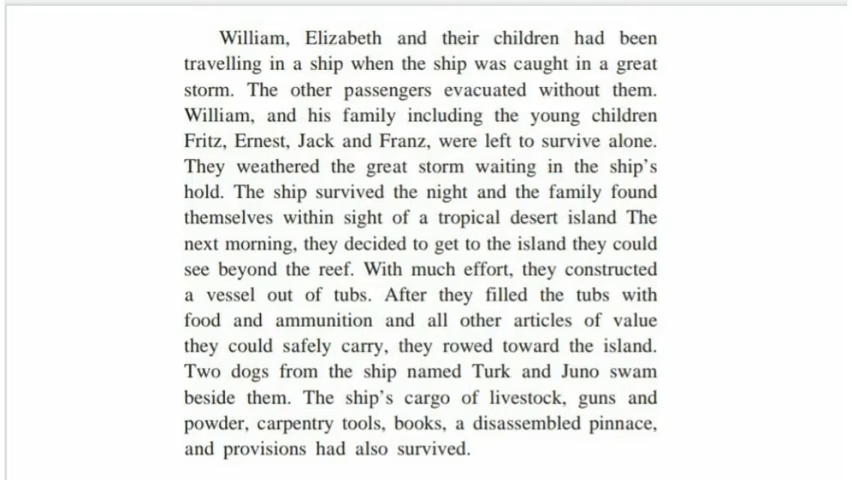 William, Elizabeth and their children had been
travelling in a ship when the ship was caught in a great
storm. The other passengers evacuated without them.
William, and his family including the young children
Fritz, Ernest, Jack and Franz, were left to survive alone.
They weathered the great storm waiting in the ship's
hold. The ship survived the night and the family found
themselves within sight of a tropical desert island The
next morning, they decided to get to the island they could
see beyond the reef. With much effort, they constructed
a vessel out of tubs. After they filled the tubs with
food and ammunition and all other articles of value
they could safely carry, they rowed toward the island.
Two dogs from the ship named Turk and Juno swam
beside them. The ship's cargo of livestock, guns and
powder, carpentry tools, books, a disassembled pinnace,
and provisions had also survived.